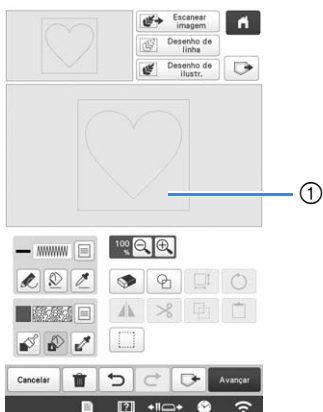 Escanear
imagem
Desenho de
linha
Desenho de
ilustr.
①
100
%
Cancelar
Avançar